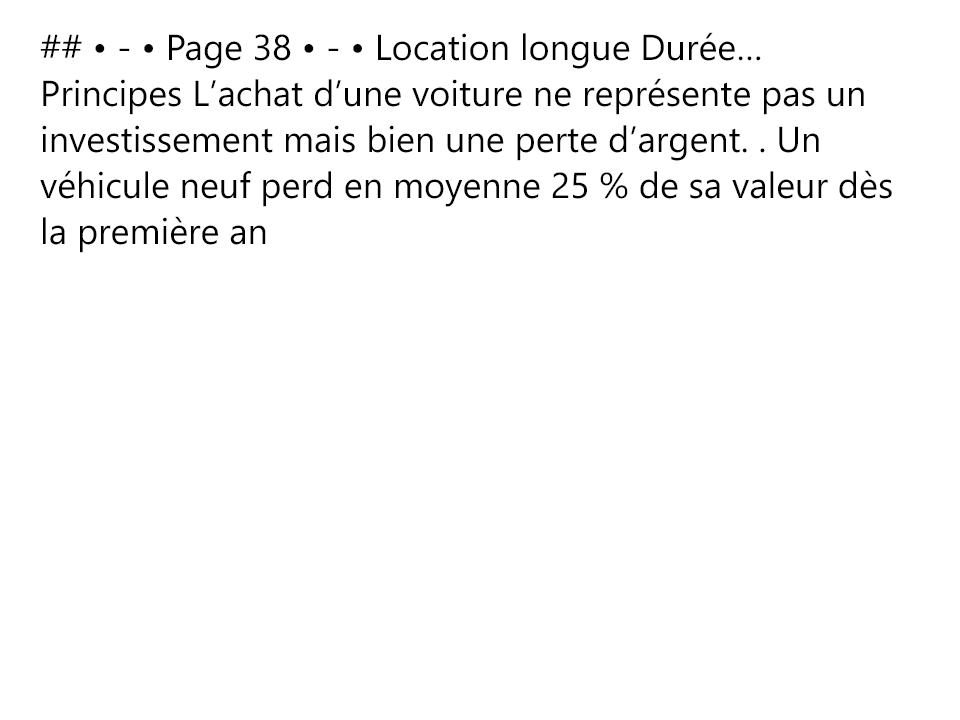 ## • - • Page 38 • - • Location longue Durée…
Principes L’achat d’une voiture ne représente pas un
investissement mais bien une perte d’argent. . Un
véhicule neuf perd en moyenne 25 % de sa valeur dès
la première an